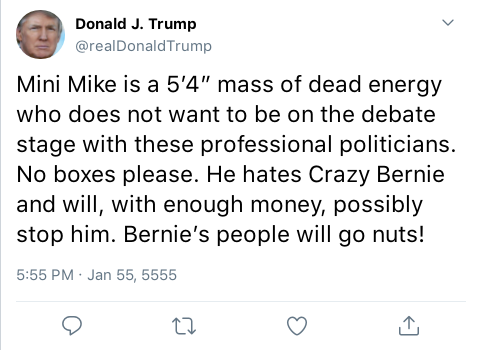 Donald J. Trump
@realDonaldTrump
Mini Mike is a 5’4” mass of dead energy
who does not want to be on the debate
stage with these professional politicians.
No boxes please. He hates Crazy Bernie
and will, with enough money, possibly
stop him. Bernie’s people will go nuts!
5:55 PM · Jan 55, 5555